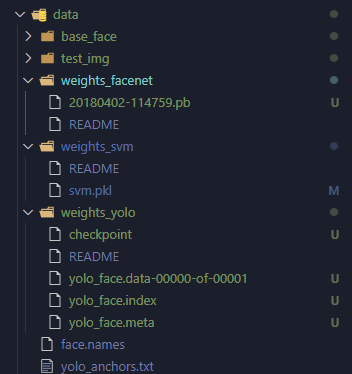 data
base_face
test_img
weights_facenet
20180402-114759.pb U
README
weights_svm
README
svm.pkl M
weights_yolo
checkpoint U
README
yolo_face.data-00000-of-00001 U
yolo_face.index U
yolo_face.meta U
face.names
yolo_anchors.txt